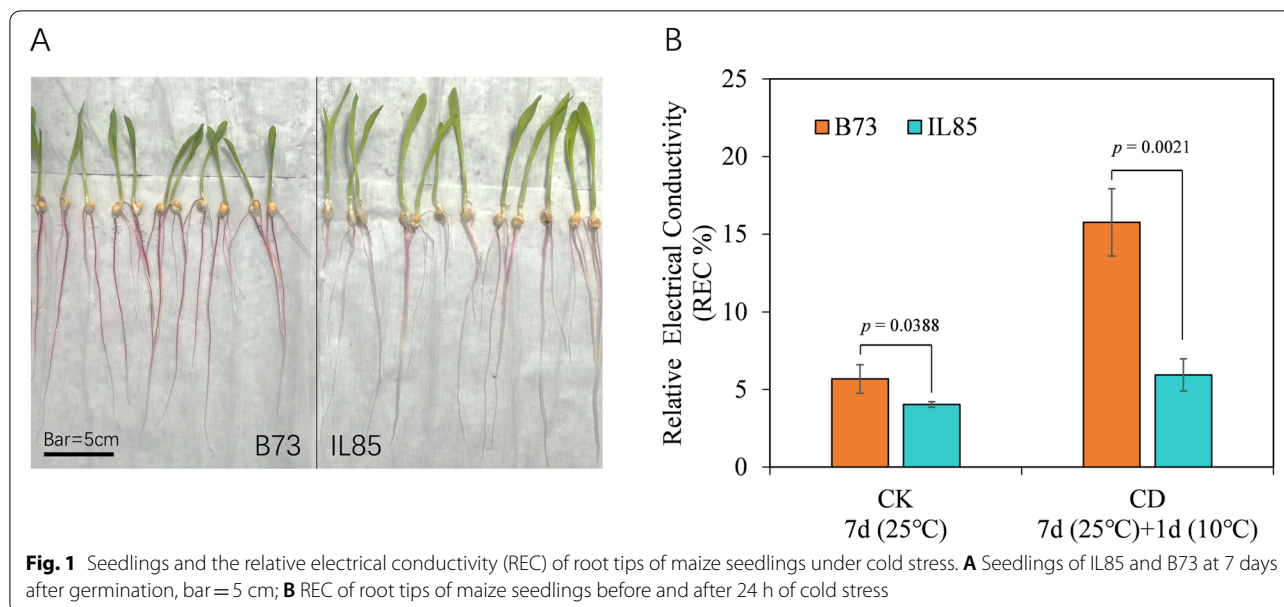 A
Bar=5cm
B73
IL85
B
Relative Electrical Conductivity
(REC %)
25
20
15
10
5
0
B73
IL85
p = 0.0388
p = 0.0021
CK
7d (25°C)
CD
7d (25°C)+1d (10°C)
Fig. 1 Seedlings and the relative electrical conductivity (REC) of root tips of maize seedlings under cold stress. A Seedlings of IL85 and B73 at 7 days
after germination, bar = 5 cm; B REC of root tips of maize seedlings before and after 24 h of cold stress